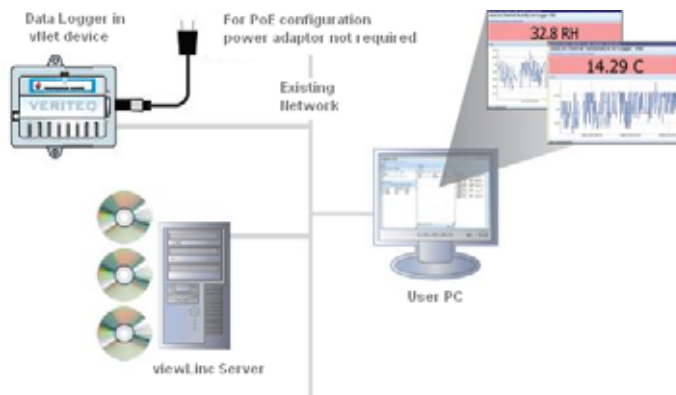 Data Logger in
vNet device
For PoE configuration
power adaptor not required
Existing
Network
VERITEQ
32.8 RH
14.29 C
User PC
viewLinc Server